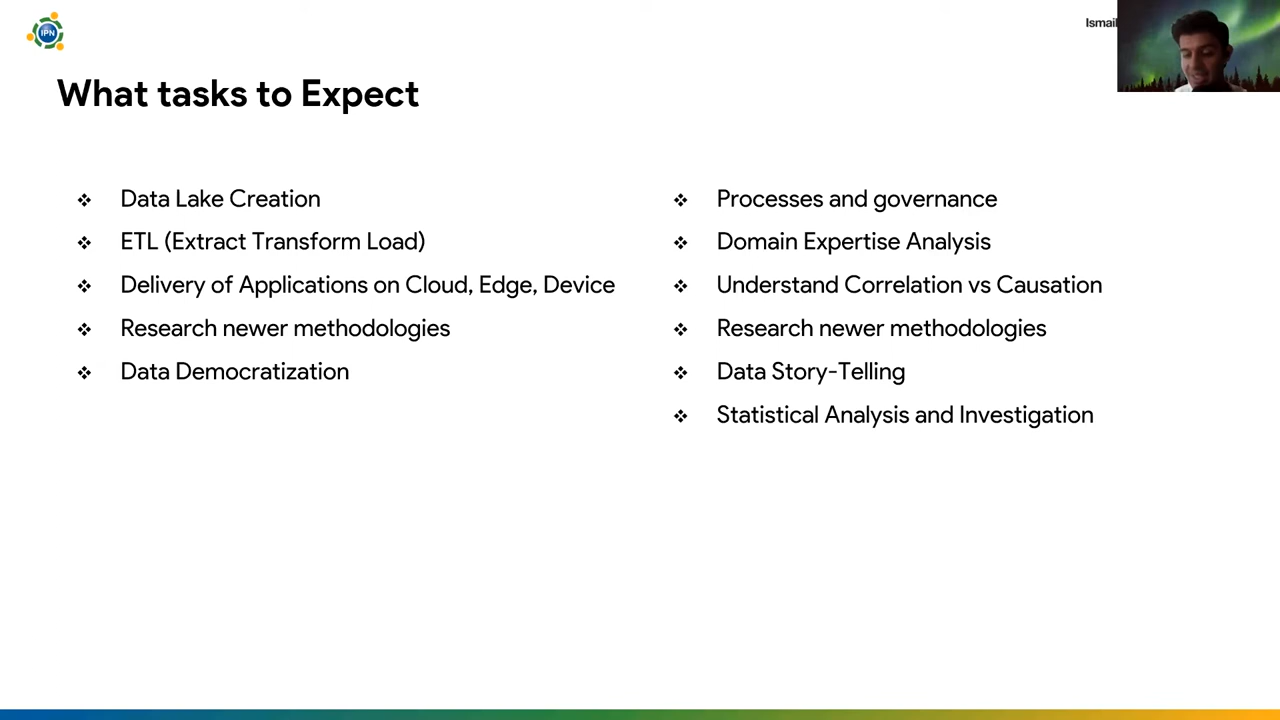 IPN
Ismail
What tasks to Expect
Data Lake Creation
ETL (Extract Transform Load)
Delivery of Applications on Cloud, Edge, Device
Research newer methodologies
Data Democratization
Processes and governance
Domain Expertise Analysis
Understand Correlation vs Causation
Research newer methodologies
Data Story-Telling
Statistical Analysis and Investigation